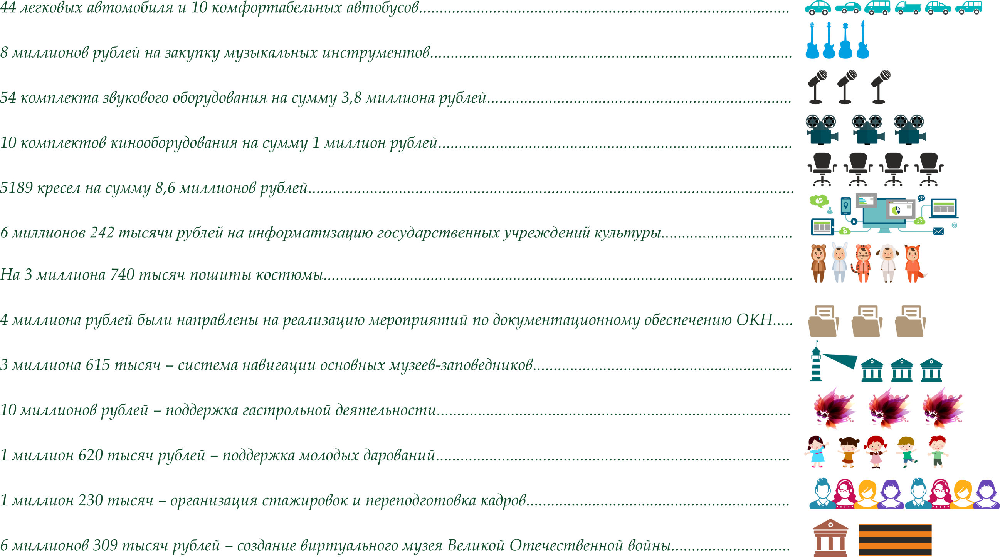 44 легковых автомобиля и 10 комфортабельных автобусов
8 миллионов рублей на закупку музыкальных инструментов
54 комплекта звукового оборудования на сумму 3,8 миллиона рублей
10 комплектов кинооборудования на сумму 1 миллион рублей
5189 кресел на сумму 8,6 миллионов рублей
6 миллионов 242 тысячи рублей на информатизацию государственных учреждений культуры
На 3 миллиона 740 тысяч пошиты костюмы
4 миллиона рублей были направлены на реализацию мероприятий по документационному обеспечению ОКН
3 миллиона 615 тысяч – система навигации основных музеев-заповедников
10 миллионов рублей – поддержка гастрольной деятельности
1 миллион 620 тысяч рублей – поддержка молодых дарований
1 миллион 230 тысяч – организация стажировок и переподготовка кадров
6 миллионов 309 тысяч рублей – создание виртуального музея Великой Отечественной войны